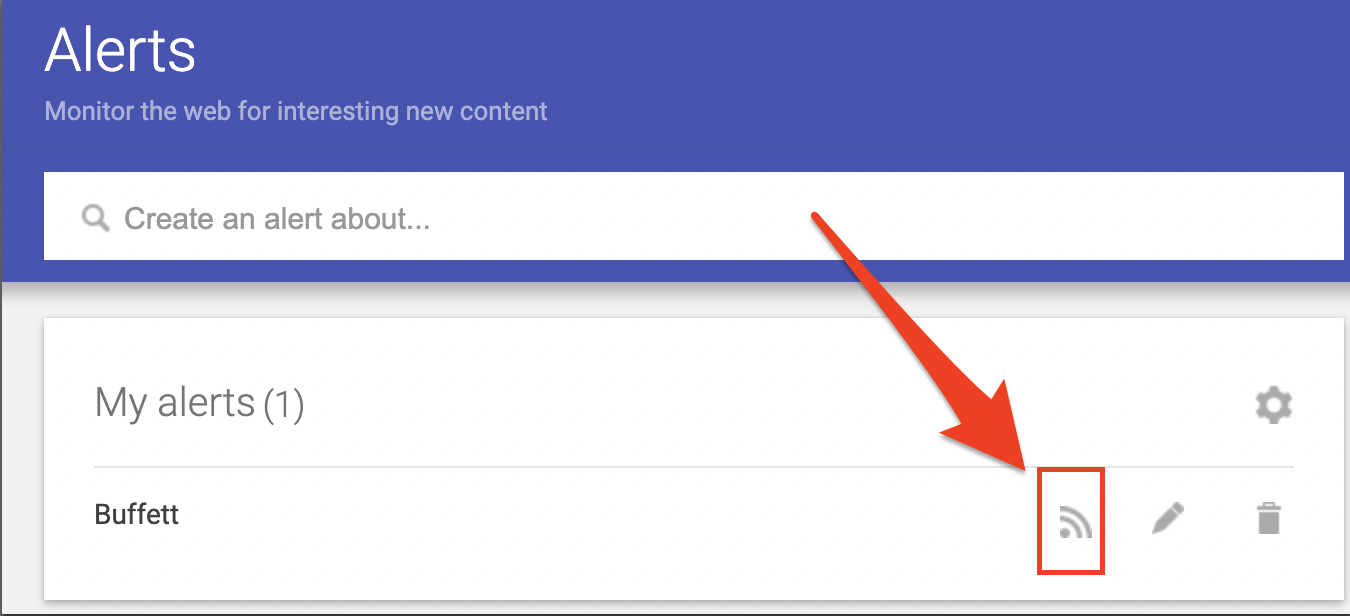 Alerts
Monitor the web for interesting new content
Create an alert about...
My alerts (1)
Buffett